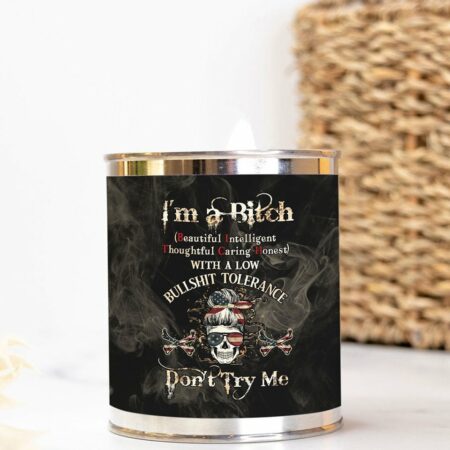 I'm a Bitch
(Beautiful Intelligent
Thoughtful Caring Honest)
WITH A LOW
BULLSHIT TOLERANCE
Don't Try Me